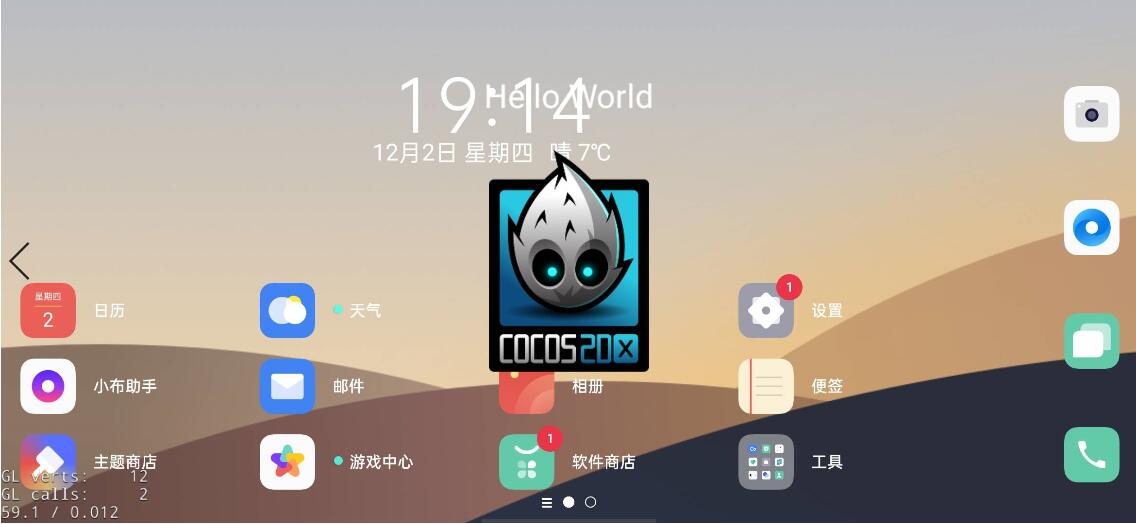 19:14
Hello World
12月2日 星期四 晴 7℃
COCOS2DX
星期四
2
日历
天气
1
设置
小布助手
邮件
相册
便签
主题商店
游戏中心
1
软件商店
工具
GL verts: 12
GL calls: 2
59.1 / 0.012